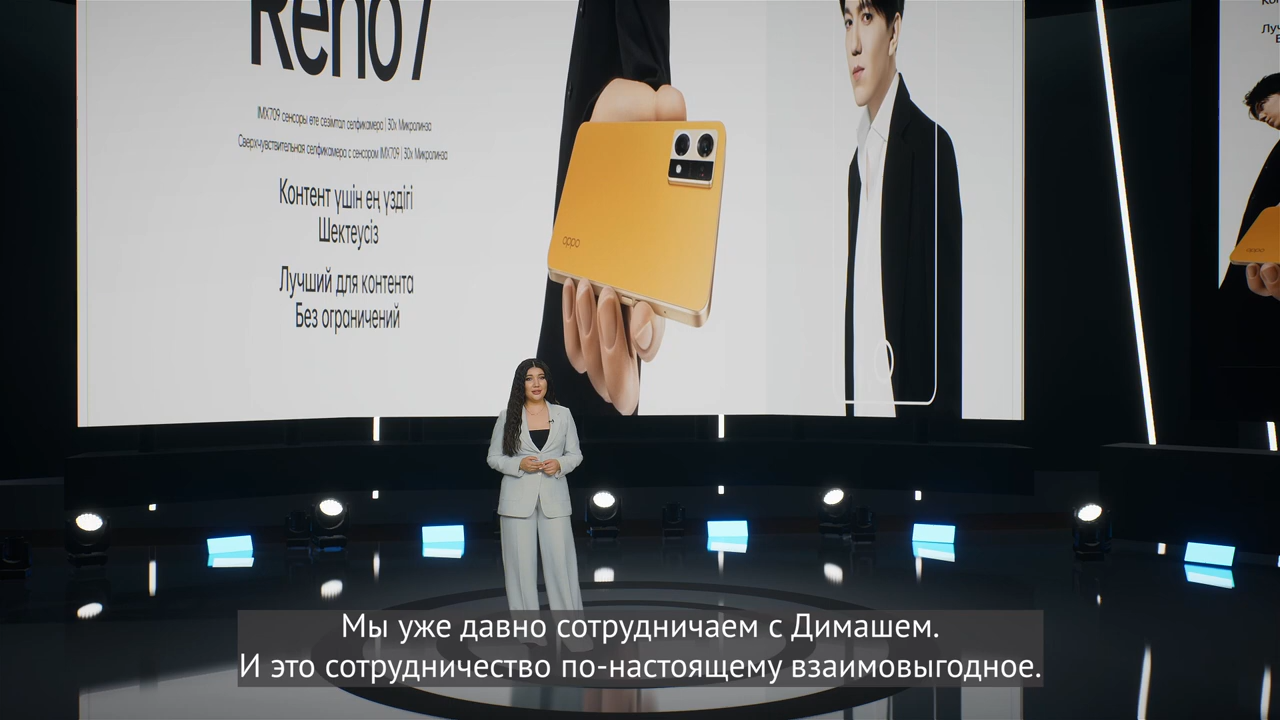 Reno7
IMX709 сенсоры өте сезімтал селфикамера | 30x Микролинза
Сверхчувствительная селфикамера с сенсором IMX709 | 30x Микролинза
Контент үшін ең үздігі
Шектеусіз
Лучший для контента
Без ограничений
oppo
Мы уже давно сотрудничаем с Димашем.
И это сотрудничество по-настоящему взаимовыгодное.